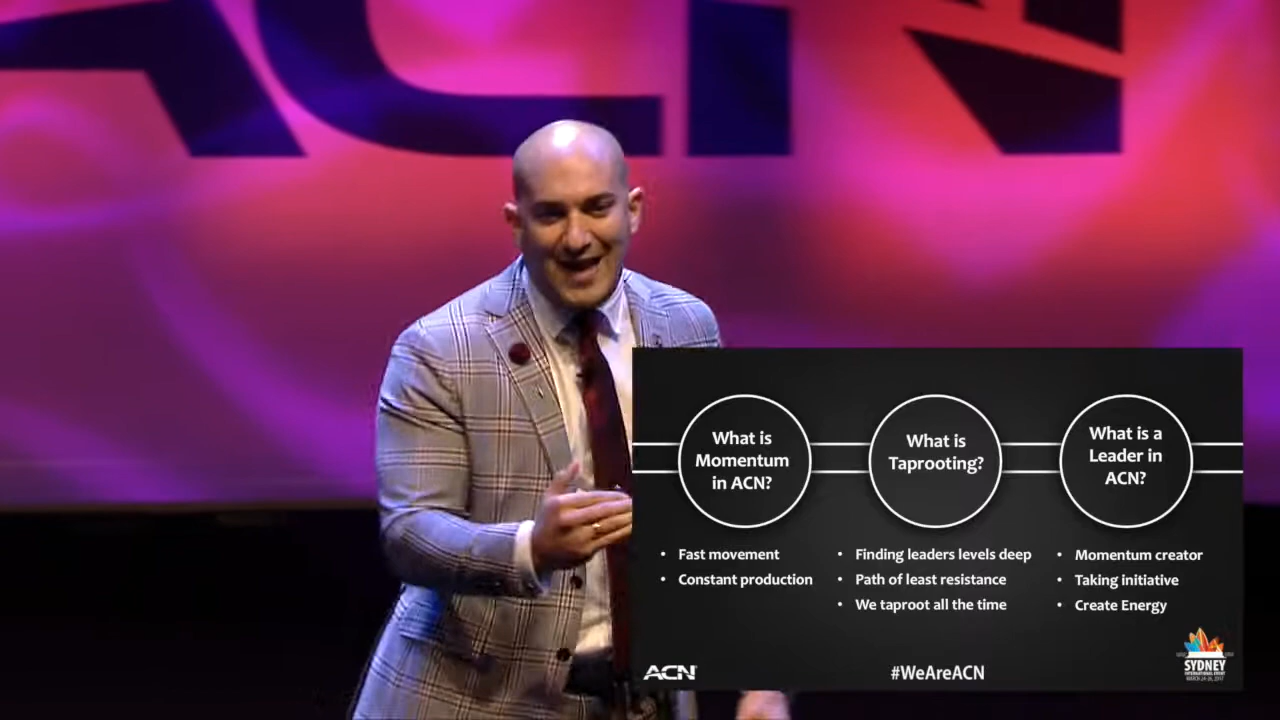 ACN
What is
Momentum
in ACN?
What is
Taprooting?
What is a
Leader in
ACN?
• Fast movement
• Constant production
• Finding leaders levels deep
• Path of least resistance
• We taproot all the time
• Momentum creator
• Taking initiative
• Create Energy
ACN
#WeAreACN
SYDNEY
INTERNATIONAL EVENT